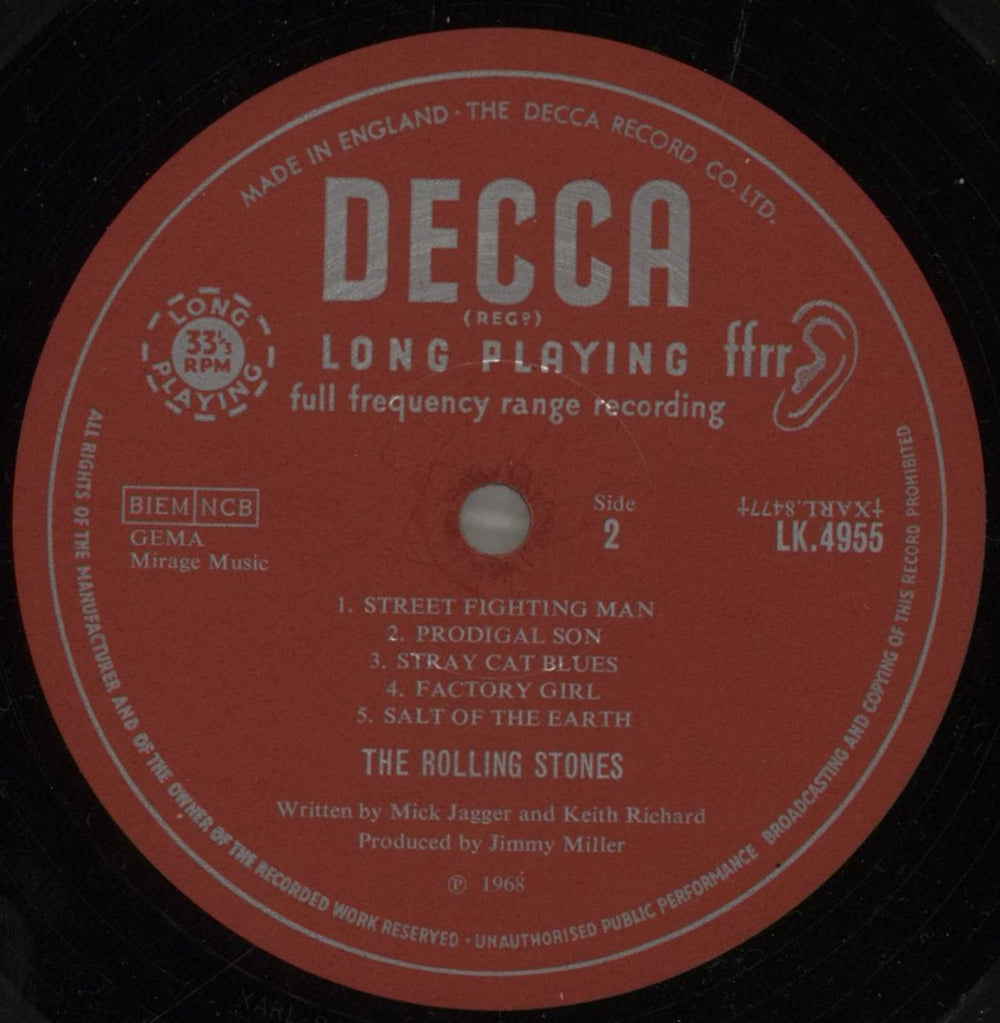 MADE IN ENGLAND · THE DECCA RECORD CO. LTD.
DECCA
(REGD)
LONG PLAYING
full frequency range recording
ffrr
LONG
33⅓
RPM
PLAYING
BIEM NCB
GEMA
Mirage Music
Side
2
‡XARL.8477‡
LK.4955
1. STREET FIGHTING MAN
2. PRODIGAL SON
3. STRAY CAT BLUES
4. FACTORY GIRL
5. SALT OF THE EARTH
THE ROLLING STONES
Written by Mick Jagger and Keith Richard
Produced by Jimmy Miller
℗ 1968
ALL RIGHTS OF THE MANUFACTURER AND OF THE OWNER OF THE RECORDED WORK RESERVED · UNAUTHORISED PUBLIC PERFORMANCE BROADCASTING AND COPYING OF THIS RECORD PROHIBITED